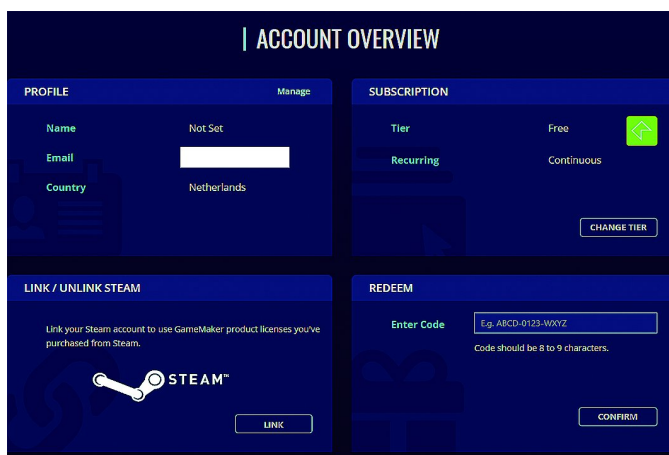 ACCOUNT OVERVIEW
PROFILE
Manage
Name
Not Set
Email
Country
Netherlands
SUBSCRIPTION
Tier
Free
Recurring
Continuous
CHANGE TIER
LINK / UNLINK STEAM
Link your Steam account to use GameMaker product licenses you've
purchased from Steam.
STEAM™
LINK
REDEEM
Enter Code
E.g. ABCD-0123-WXYZ
Code should be 8 to 9 characters.
CONFIRM